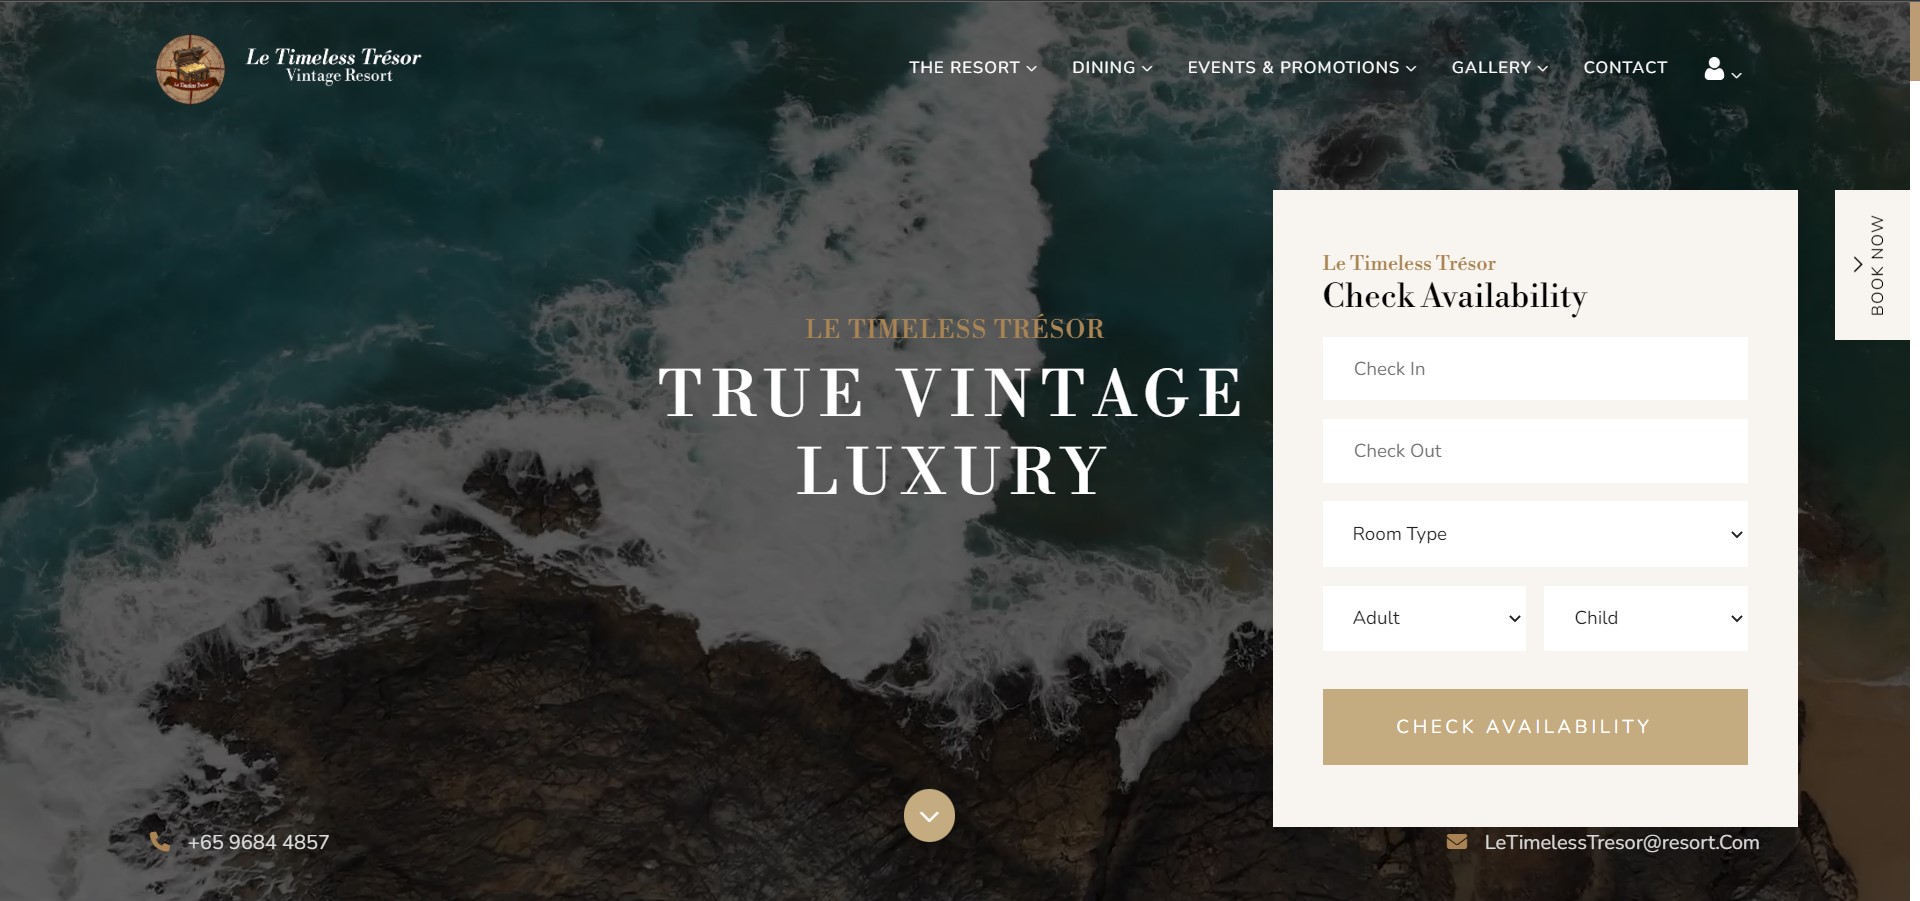 Le Timeless Trésor
Vintage Resort
THE RESORT
DINING
EVENTS & PROMOTIONS
GALLERY
CONTACT
LE TIMELESS TRÉSOR
TRUE VINTAGE
LUXURY
Le Timeless Trésor
Check Availability
Check In
Check Out
Room Type
Adult
Child
CHECK AVAILABILITY
BOOK NOW
+65 9684 4857
LeTimelessTresor@resort.Com